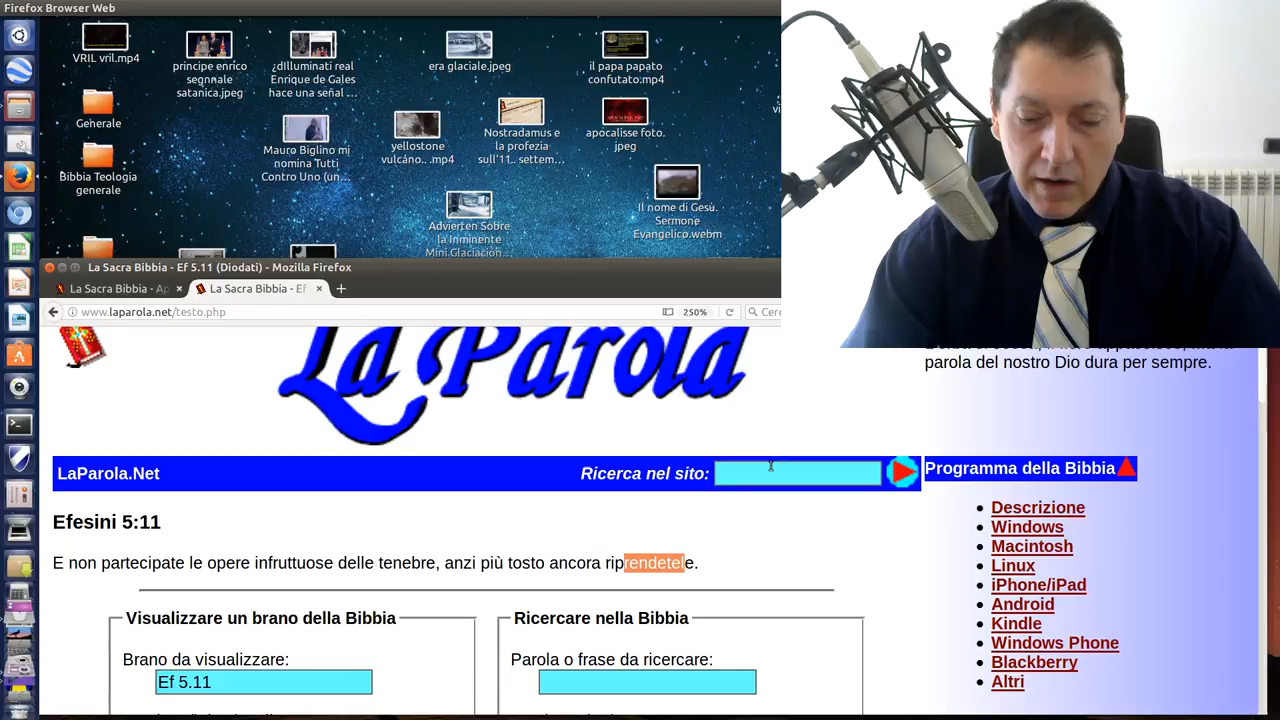 Firefox Browser Web
VRIL vril.mp4
principe enrico
segnnale
satanica.jpeg
¿dIlluminati real
Enrique de Gales
hace una señal ...
era glaciale.jpeg
il papa papato
confutato:mp4
Generale
Mauro Biglino mi
nomina Tutti
Contro Uno (un...
yellostone
vulcáno.. .mp4
Nostradamus e
la profezia
sull'11.. settem...
apocalisse foto.
jpeg
Bibbia Teologia
generale
Advierten Sobre
la Inminente
Mini Glaciación...
Il nome di Gesù.
Sermone
Evangelico.webm
La Sacra Bibbia - Ef 5.11 (Diodati) - Mozilla Firefox
La Sacra Bibbia - Ap
La Sacra Bibbia - Ef
www.laparola.net/testo.php
250%
Cerc
La Parola
parola del nostro Dio dura per sempre.
LaParola.Net
Ricerca nel sito:
Programma della Bibbia
Efesini 5:11
E non partecipate le opere infruttuose delle tenebre, anzi più tosto ancora riprendetele.
Descrizione
Windows
Macintosh
Linux
iPhone/iPad
Android
Kindle
Windows Phone
Blackberry
Altri
Visualizzare un brano della Bibbia
Brano da visualizzare:
Ef 5.11
Ricercare nella Bibbia
Parola o frase da ricercare: